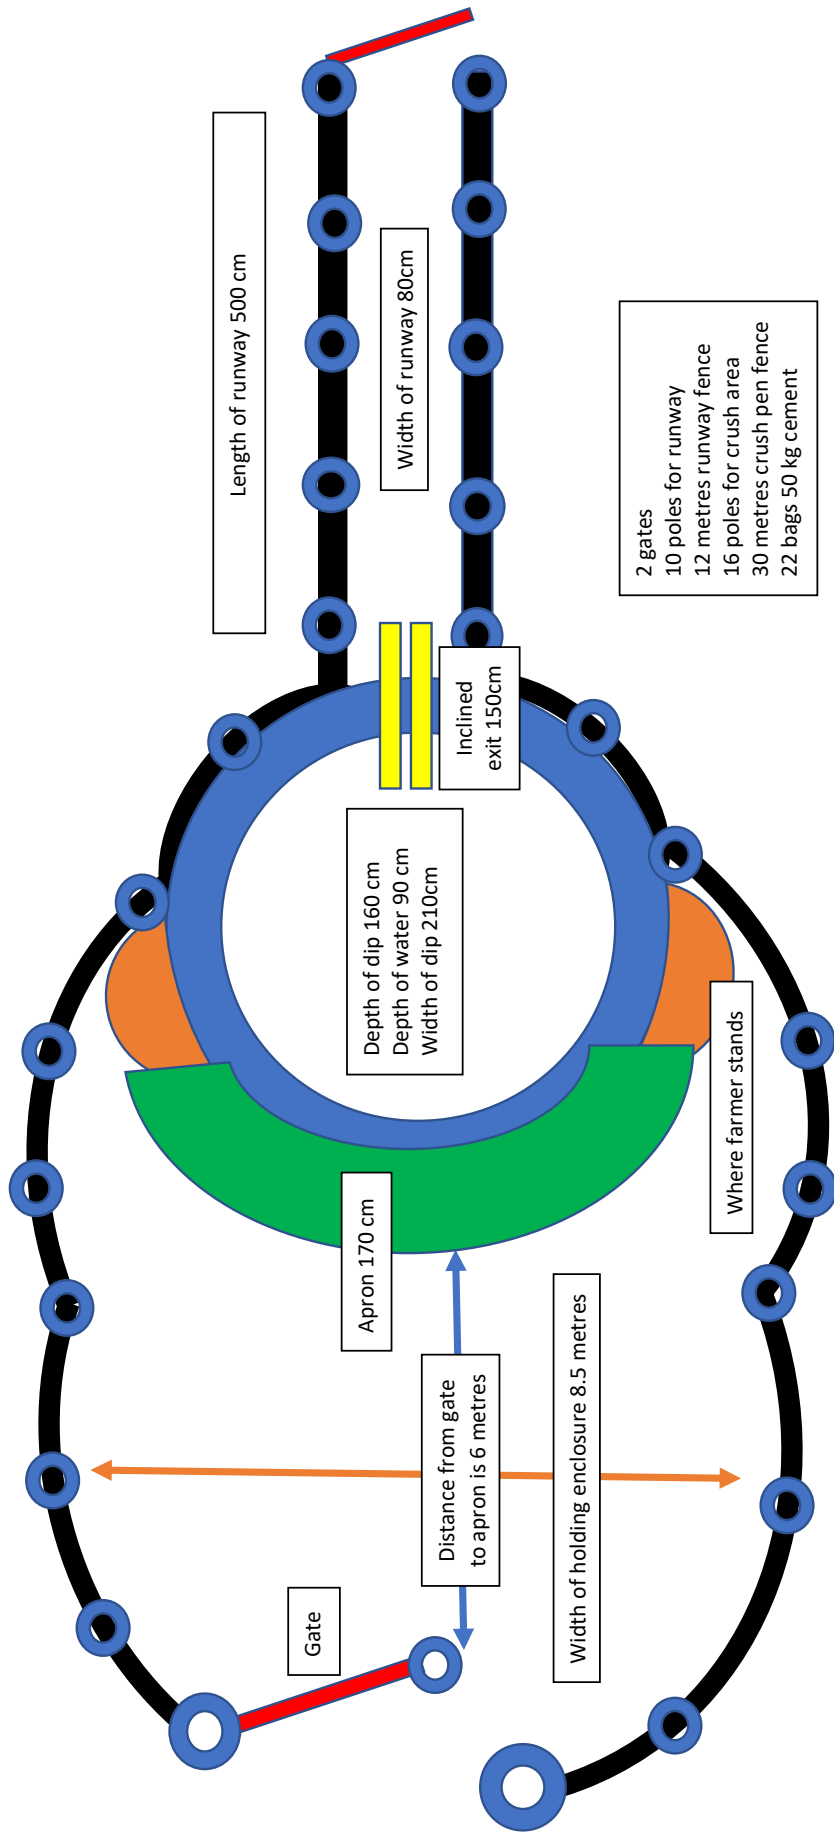 Length of runway 500 cm
Width of runway 80cm
2 gates
10 poles for runway
12 metres runway fence
16 poles for crush area
30 metres crush pen fence
22 bags 50 kg cement
Inclined
exit 150cm
Depth of dip 160 cm
Depth of water 90 cm
Width of dip 210cm
Where farmer stands
Apron 170 cm
Distance from gate
to apron is 6 metres
Width of holding enclosure 8.5 metres
Gate